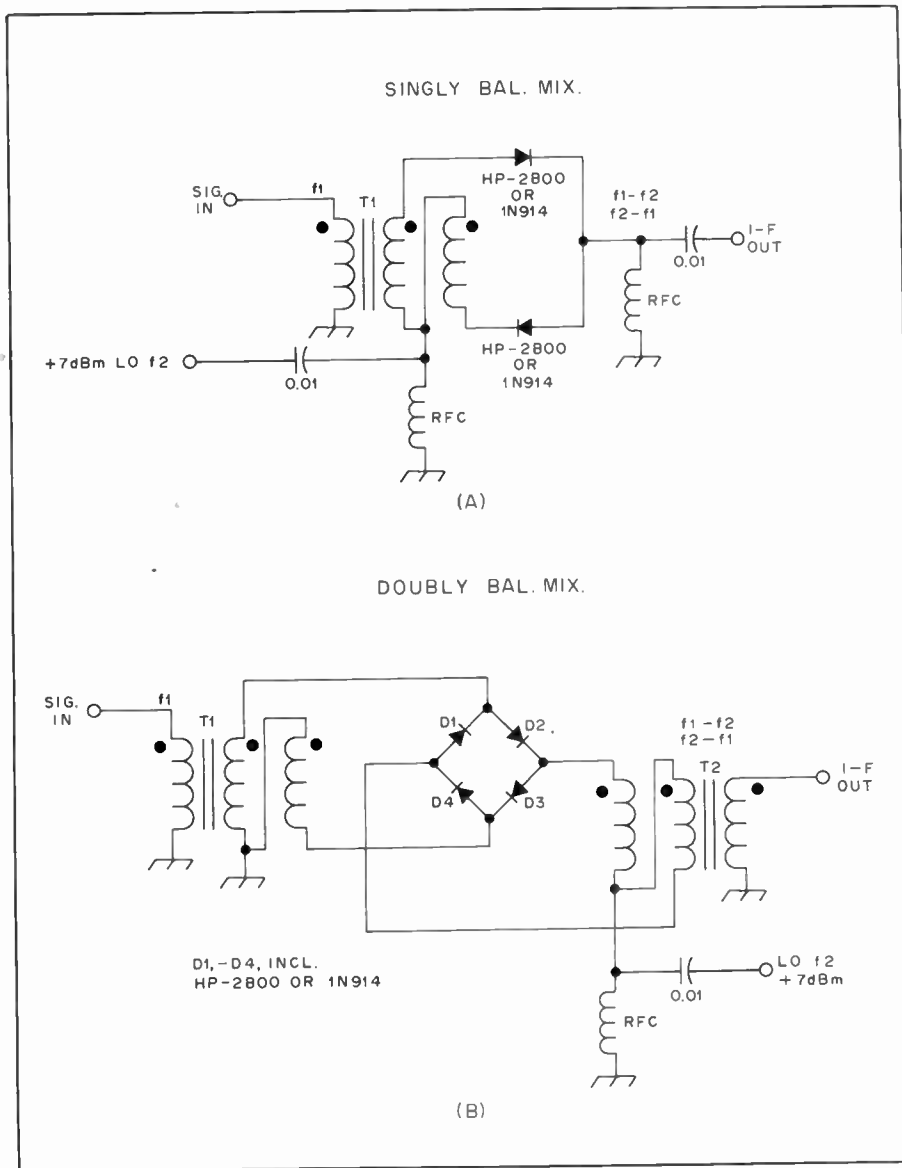 SINGLY BAL. MIX.
SIG.
IN
f1
T1
HP-2800
OR
1N914
f1-f2
f2-f1
I-F
OUT
0.01
RFC
HP-2800
OR
1N914
+7dBm LO f2
0.01
RFC
(A)
DOUBLY BAL. MIX.
SIG.
IN
f1
T1
D1
D2
D4
D3
f1-f2
f2-f1
T2
I-F
OUT
D1,-D4, INCL.
HP-2800 OR 1N914
LO f2
+7dBm
0.01
RFC
(B)